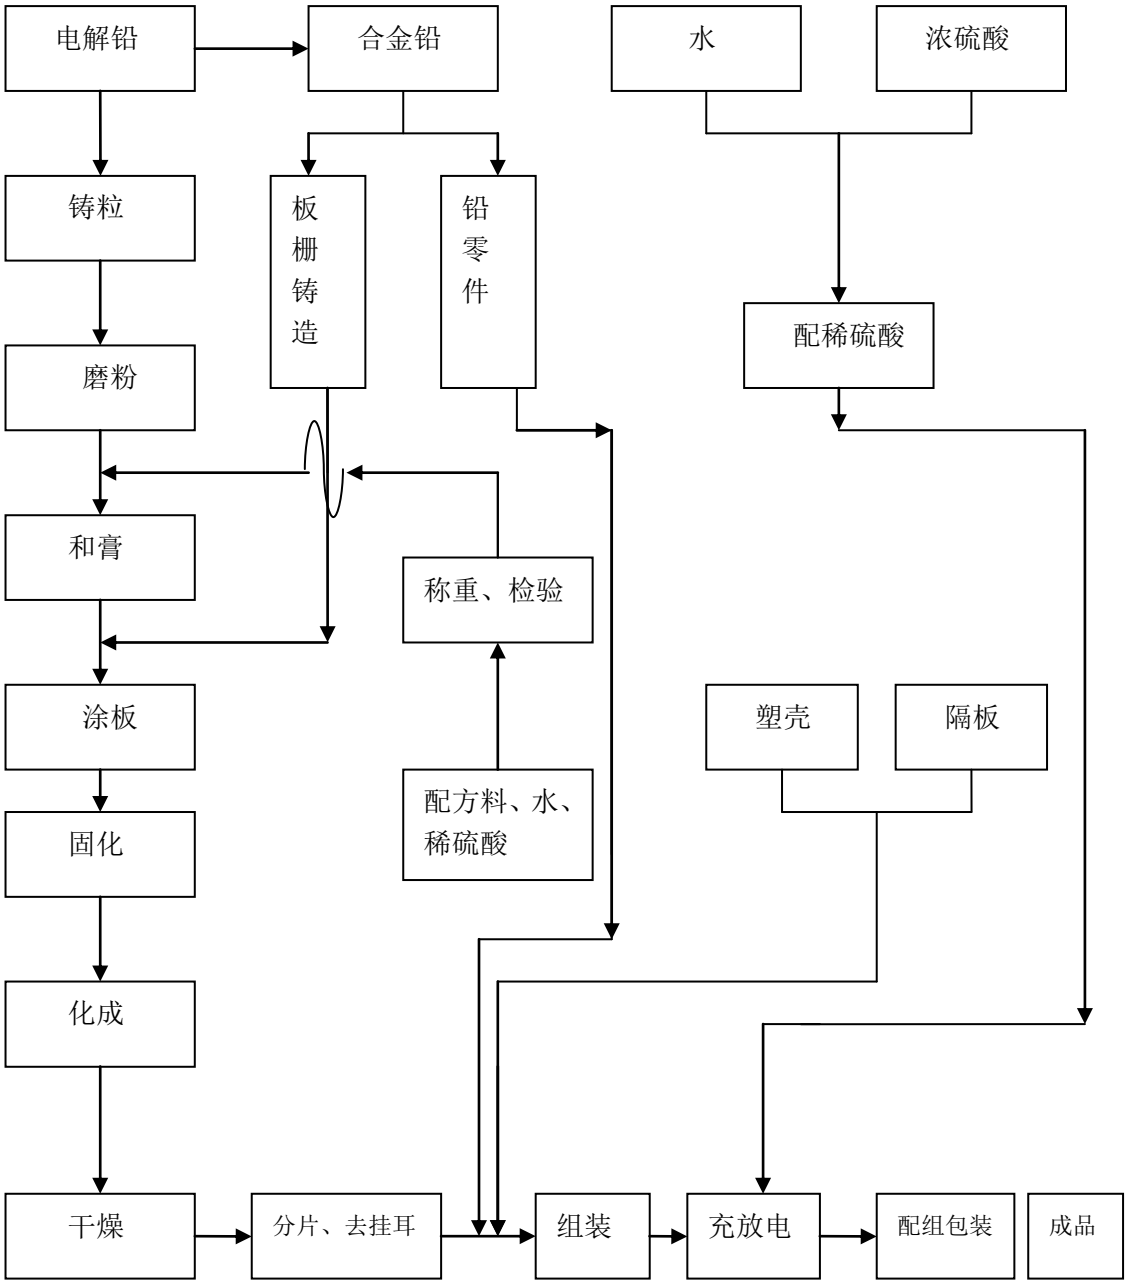 电解铅
合金铅
水
浓硫酸
铸粒
板
栅
铸
造
铅
零
件
配稀硫酸
磨粉
和膏
称重、检验
涂板
塑壳
隔板
配方料、水、
稀硫酸
固化
化成
干燥
分片、去挂耳
组装
充放电
配组包装
成品